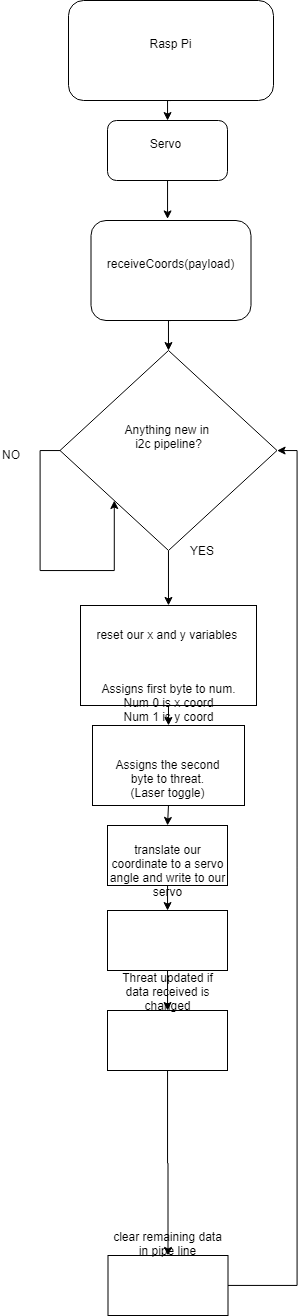 Rasp Pi
Servo
receiveCoords(payload)
Anything new in
i2c pipeline?
NO
YES
reset our x and y variables
Assigns first byte to num.
Num 0 is x coord
Num 1 is y coord
Assigns the second
byte to threat.
(Laser toggle)
translate our
coordinate to a servo
angle and write to our
servo
Threat updated if
data received is
changed
clear remaining data
in pipe line